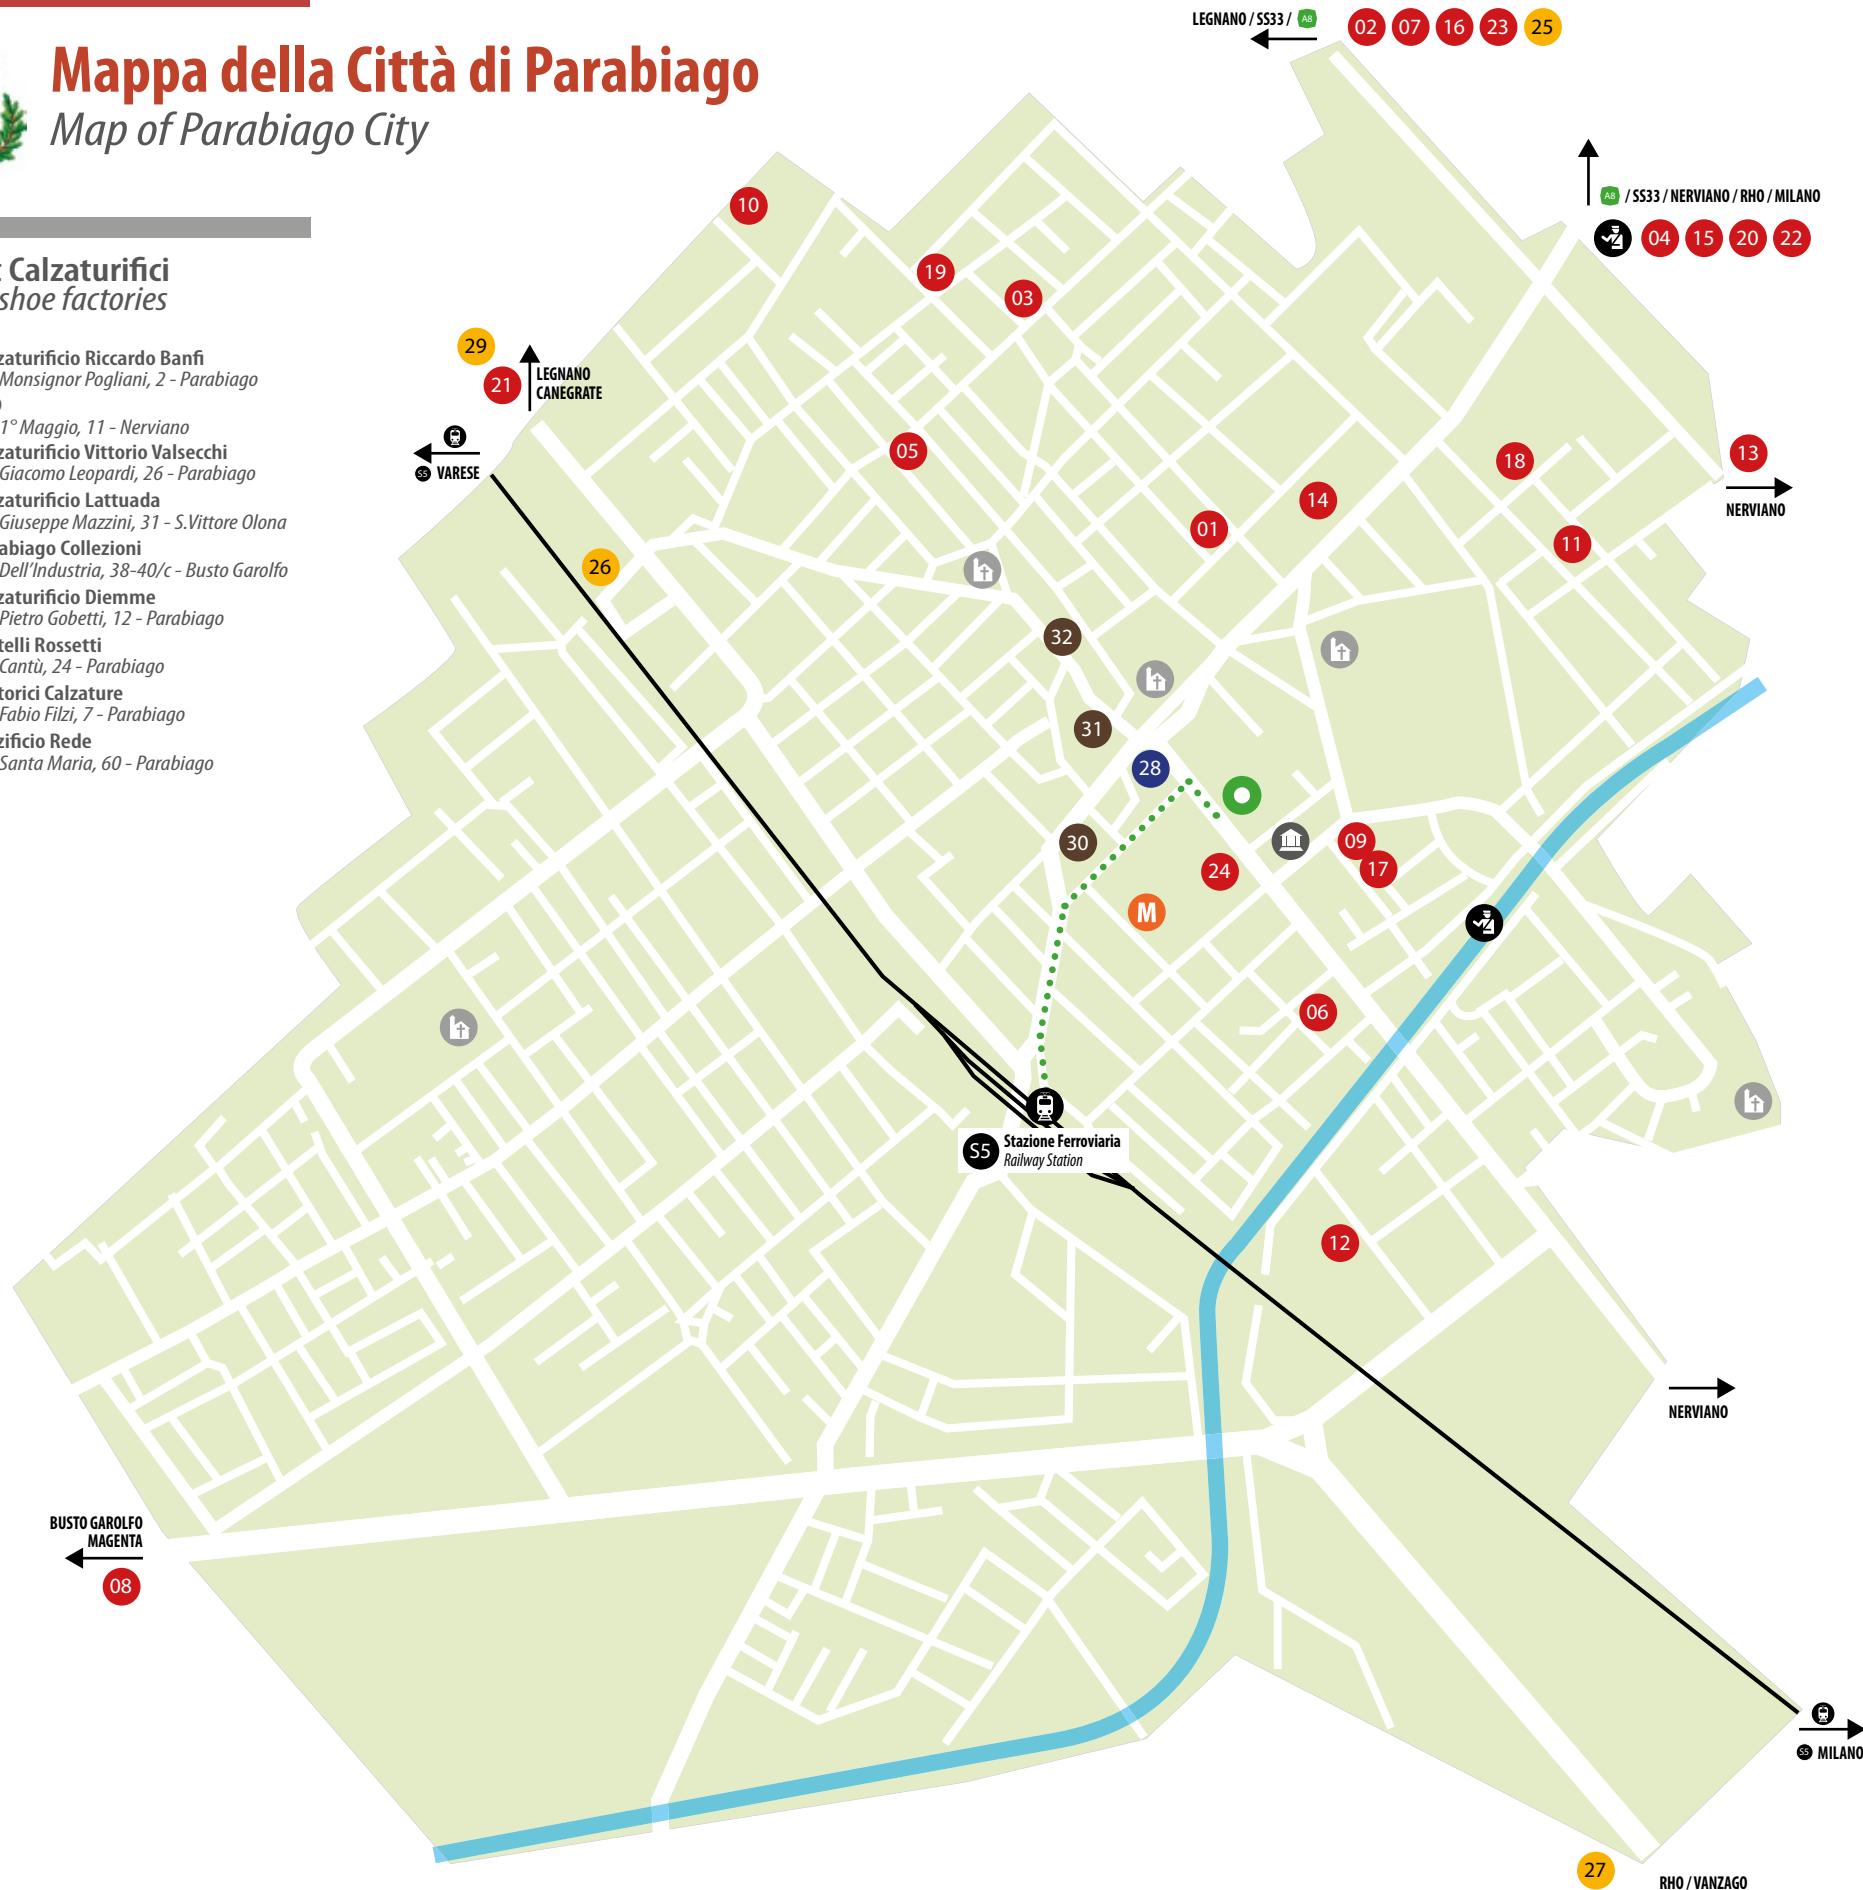 Mappa della Città di Parabiago
Map of Parabiago City
Calzaturifici
shoe factories
zaturificio Riccardo Banfi
Monsignor Pogliani, 2 - Parabiago
1° Maggio, 11 - Nerviano
zaturificio Vittorio Valsecchi
Giacomo Leopardi, 26 - Parabiago
zaturificio Lattuada
Giuseppe Mazzini, 31 - S.Vittore Olona
abiago Collezioni
Dell'Industria, 38-40/c - Busto Garolfo
zaturificio Diemme
Pietro Gobetti, 12 - Parabiago
telli Rossetti
Cantù, 24 - Parabiago
torici Calzature
Fabio Filzi, 7 - Parabiago
zificio Rede
Santa Maria, 60 - Parabiago
LEGNANO / SS33 / A8
02 07 16 23 25
A8 / SS33 / NERVIANO / RHO / MILANO
04 15 20 22
10
19
03
29
21
LEGNANO
CANEGRATE
S5 VARESE
05
18
13
NERVIANO
14
01
11
26
32
31
28
30
09
17
24
M
06
S5 Stazione Ferroviaria
Railway Station
12
NERVIANO
BUSTO GAROLFO
MAGENTA
08
S5 MILANO
27
RHO / VANZAGO